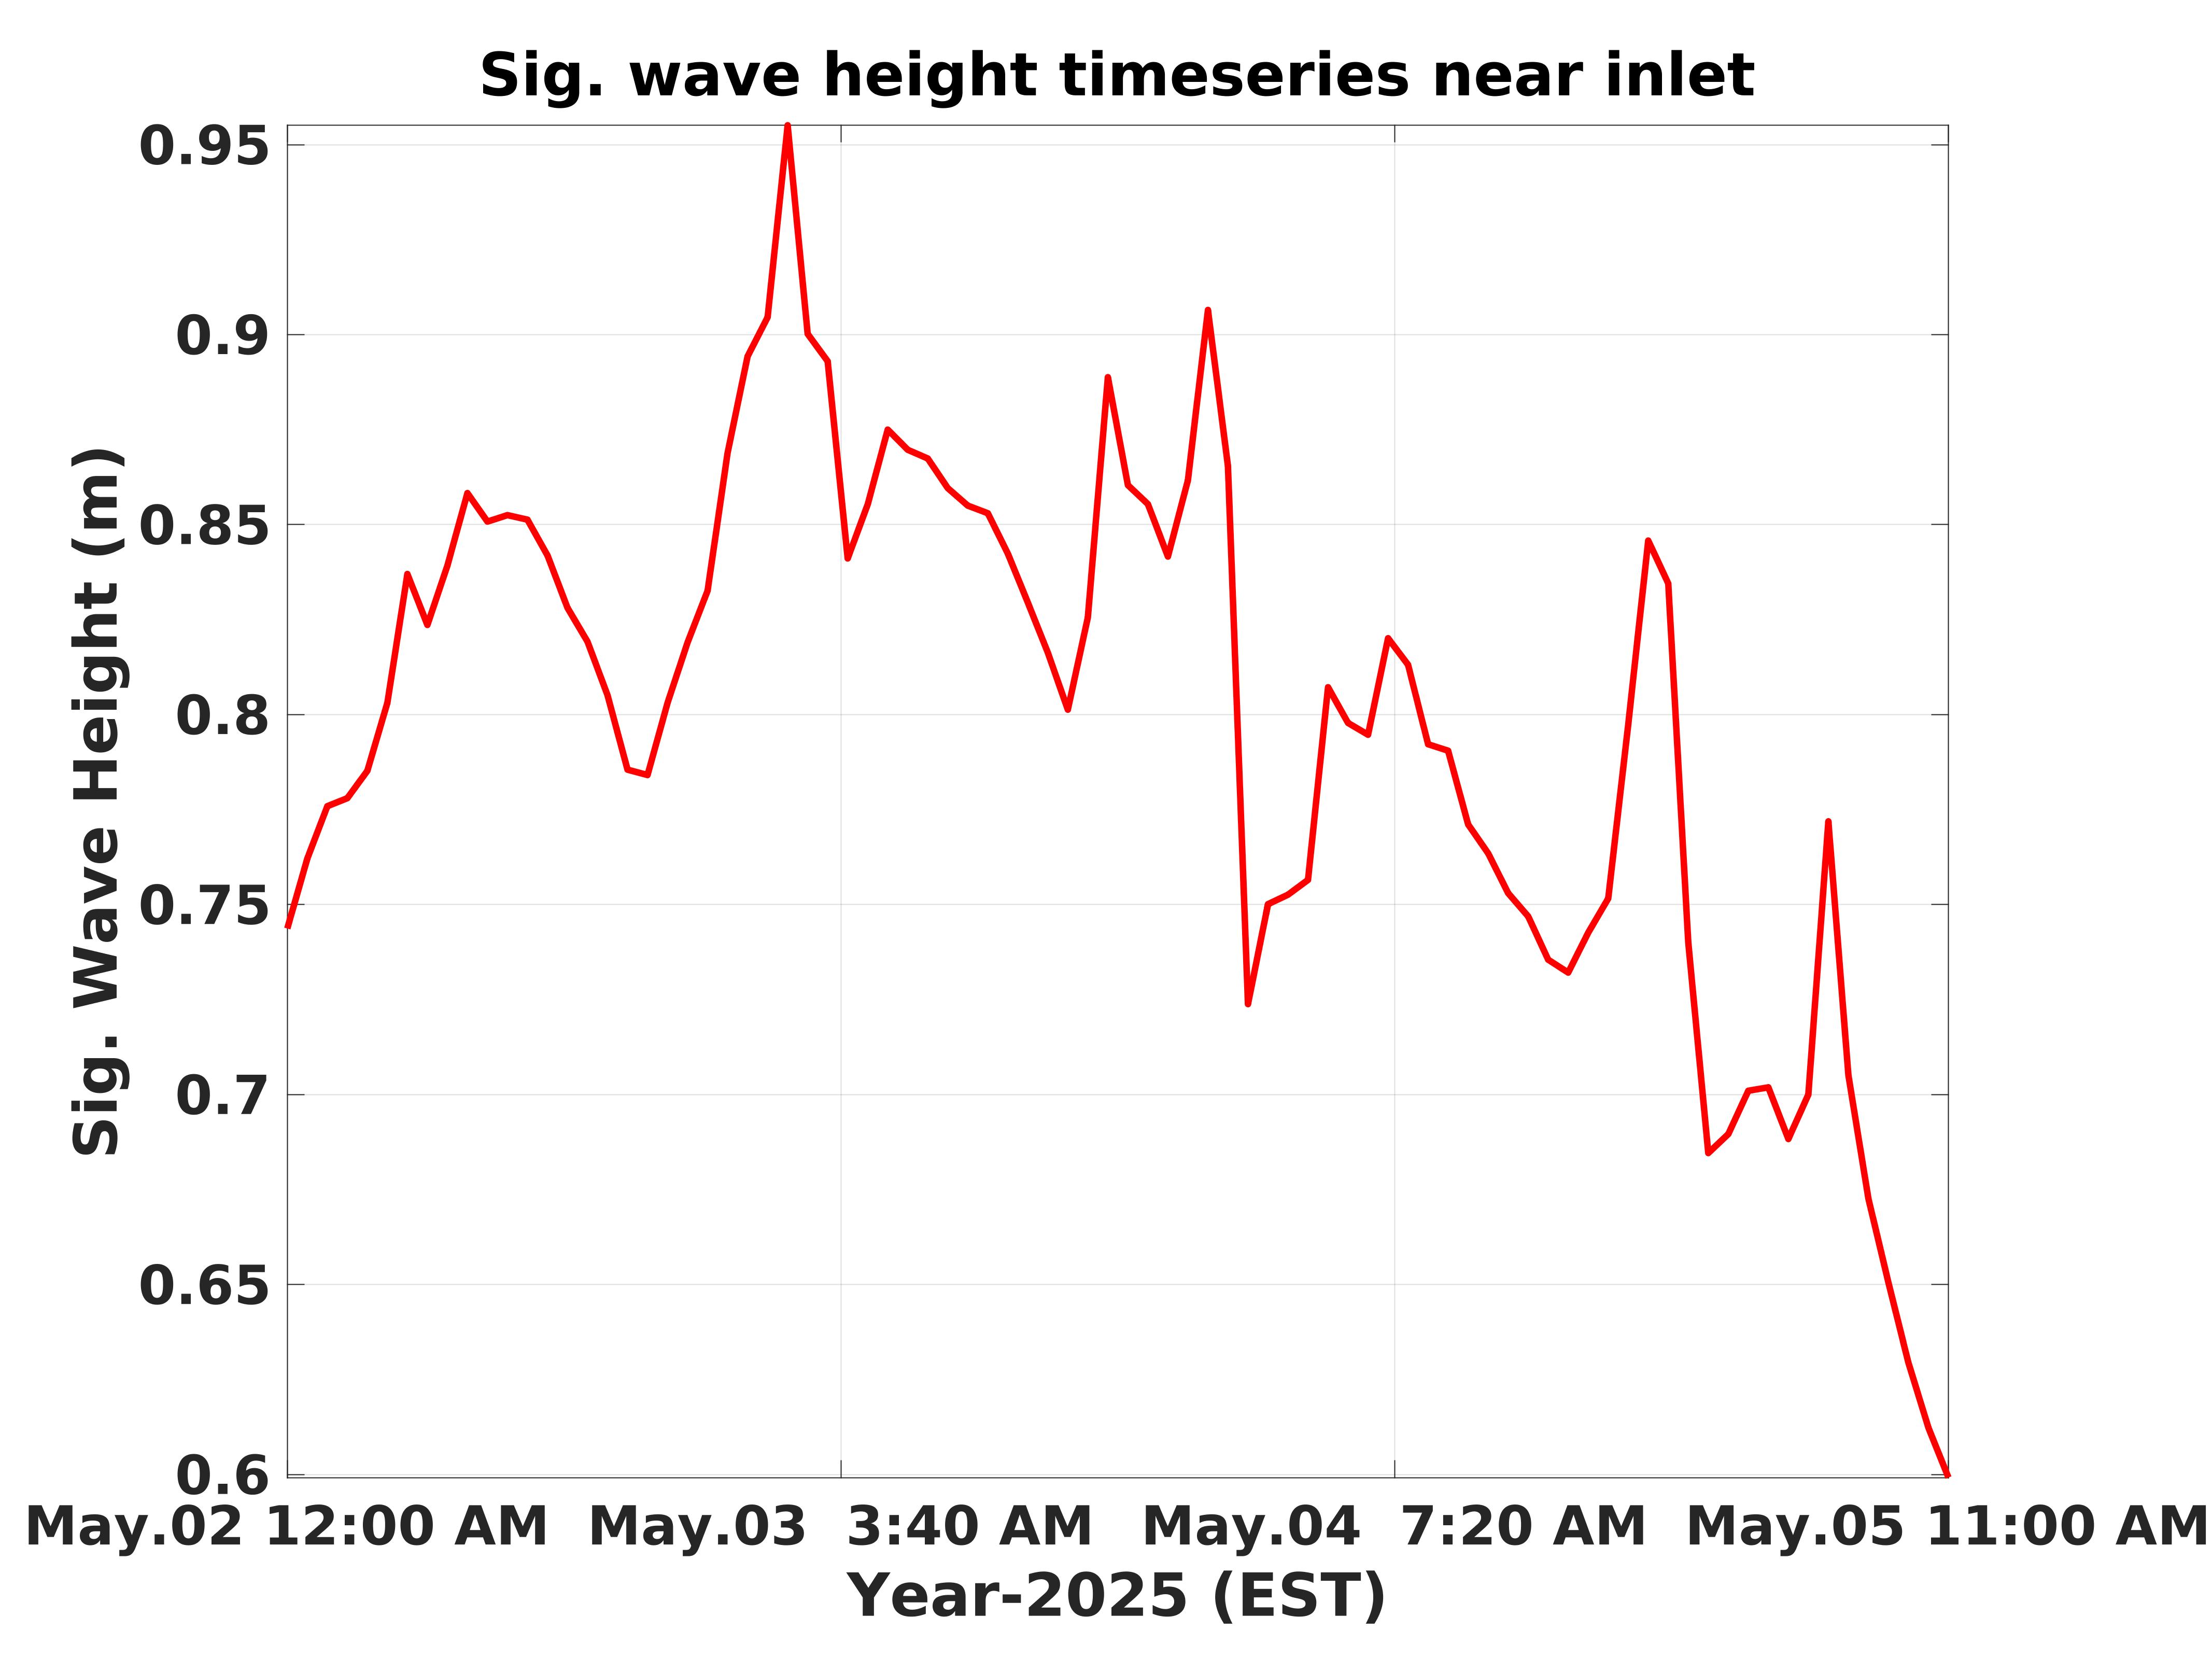 Sig. wave height timeseries near inlet
Sig. Wave Height (m)
0.95
0.9
0.85
0.8
0.75
0.7
0.65
0.6
May.02 12:00 AM May.03 3:40 AM May.04 7:20 AM May.05 11:00 AM
Year-2025 (EST)